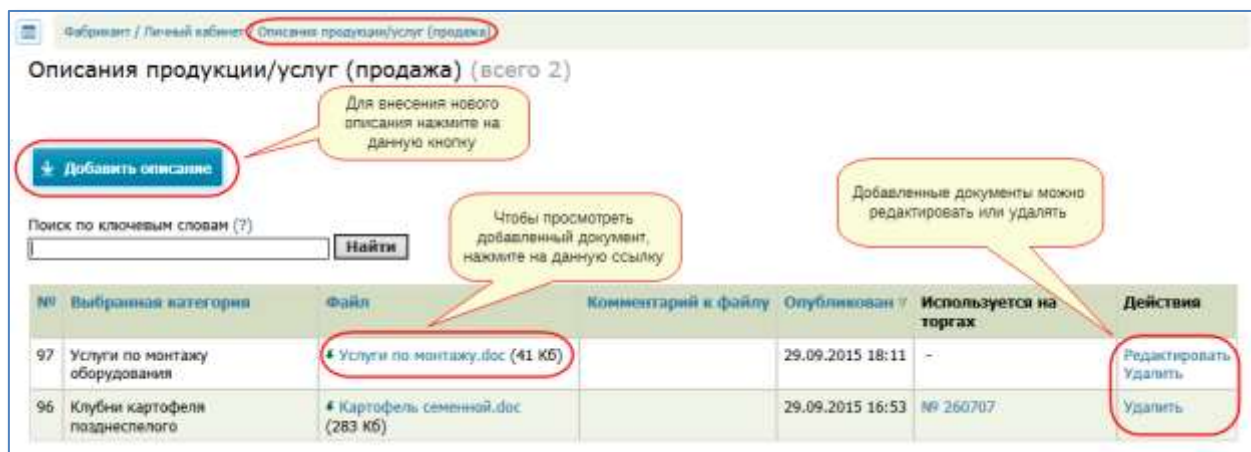 Фабрикант / Личный кабинет / Описания продукции/услуг (продажа)
Описания продукции/услуг (продажа) (всего 2)
Для внесения нового
описания нажмите на
данную кнопку
Добавить описание
Добавленные документы можно
редактировать или удалять
Чтобы просмотреть
добавленный документ,
нажмите на данную ссылку
Поиск по ключевым словам (?)
Найти
№ Выбранная категория Файл Комментарий к файлу Опубликован Используется на
торгах Действия
97 Услуги по монтажу
оборудования Услуги по монтажу.doc (41 Кб) 29.09.2015 18:11 - Редактировать
Удалить
96 Клубни картофеля
позднеспелого Картофель семенной.doc
(283 Кб) 29.09.2015 16:53 № 260707 Удалить